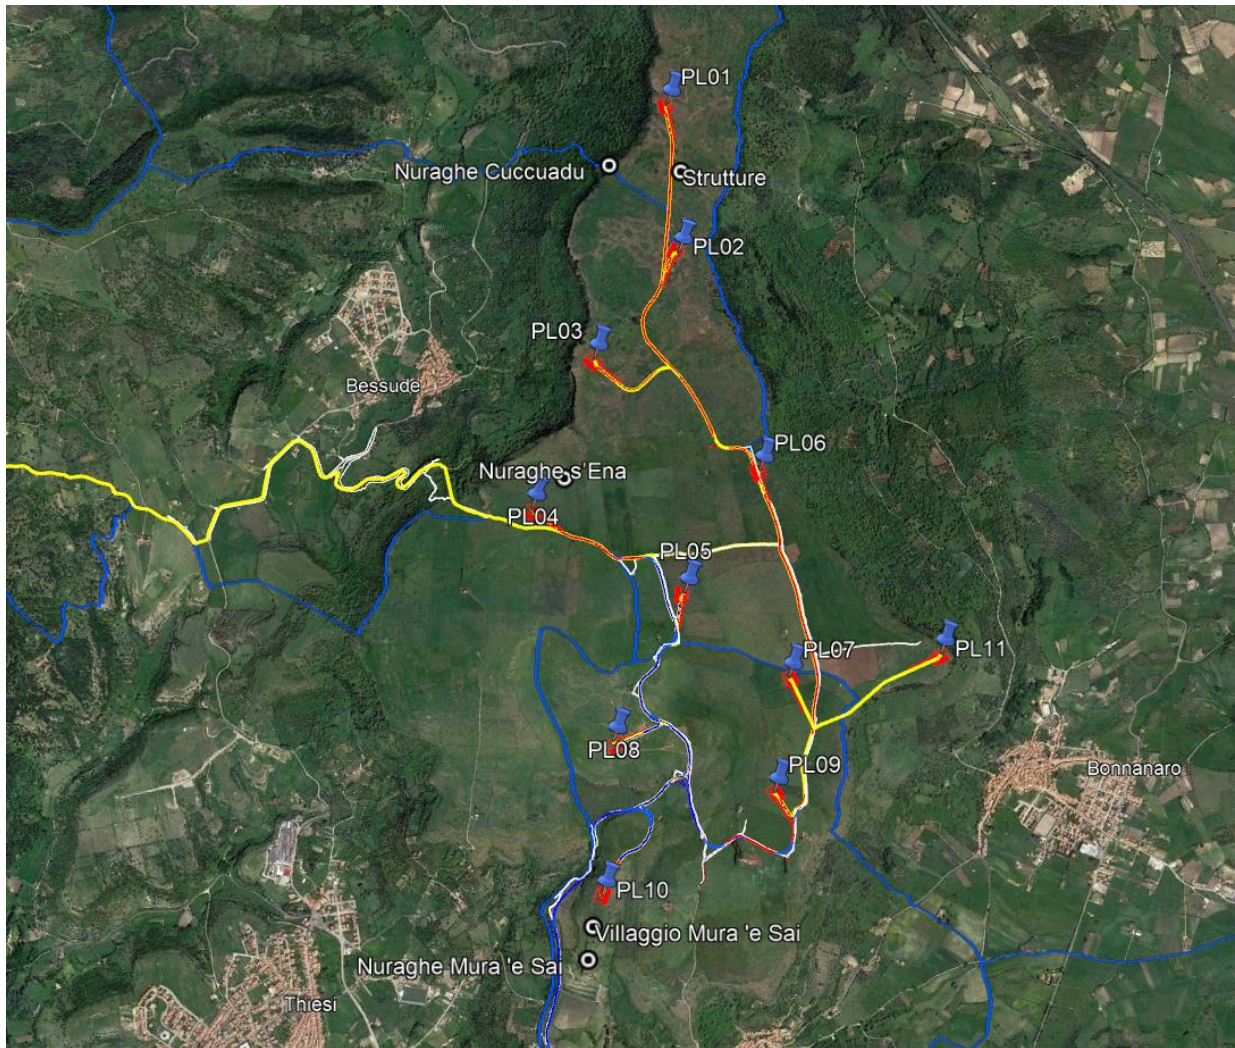 PL01
Nuraghe Cuccuadu
Strutture
PL02
PL03
Bessude
PL06
Nuraghe s'Ena
PL04
PL05
PL07
PL11
PL08
PL09
Bonnanaro
PL10
Villaggio Mura 'e Sai
Nuraghe Mura 'e Sai
Thiesi